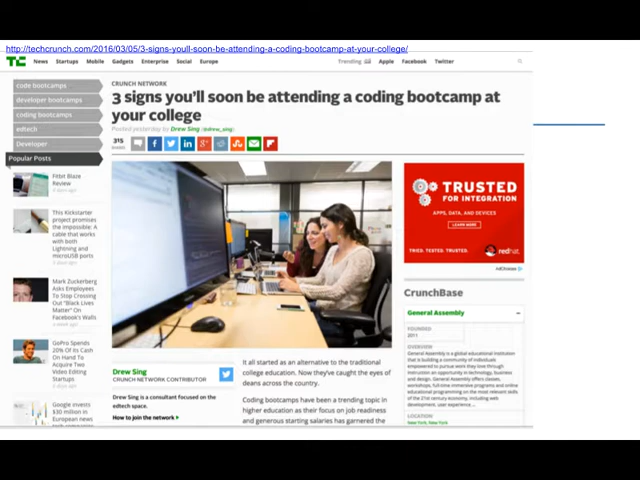 http://techcrunch.com/2016/03/05/3-signs-youll-soon-be-attending-a-coding-bootcamp-at-your-college/
TC News Startups Mobile Gadgets Enterprise Social Europe Trending Apple Facebook Twitter
code bootcamps
developer bootcamps
coding bootcamps
edtech
Developer
Popular Posts
Fitbit Blaze
Review
This Kickstarter
project promises
the impossible: A
cable that works
with both
Lightning and
microUSB ports
Mark Zuckerberg
Asks Employees
To Stop Crossing
Out "Black Lives
Matter" On
Facebook's Walls
GoPro Spends
20% Of Its Cash
On Hand To
Acquire Two
Video Editing
Startups
Google invests
$30 million in
European news
CRUNCH NETWORK
3 signs you'll soon be attending a coding bootcamp at
your college
Posted yesterday by Drew Sing (@drew_sing)
315
SHARES
Drew Sing
CRUNCH NETWORK CONTRIBUTOR
Drew Sing is a consultant focused on the
edtech space.
How to join the network
It all started as an alternative to the traditional
college education. Now they've caught the eyes of
deans across the country.
Coding bootcamps have been a trending topic in
higher education as their focus on job readiness
and generous starting salaries has garnered the
TRUSTED
FOR INTEGRATION
APPS, DATA, AND DEVICES
LEARN MORE
TRIED. TESTED. TRUSTED.
redhat.
AdChoices
CrunchBase
General Assembly
FOUNDED
2011
OVERVIEW
General Assembly is a global educational institution
that is building a community of individuals
empowered to pursue work they love through
instruction on opportunity in technology, business
and design. General Assembly offers classes,
workshops, full-time immersive programs and online
educational programming on the most relevant skills
of the 21st century economy, including web
development, user experience ...
LOCATION
New York, New York